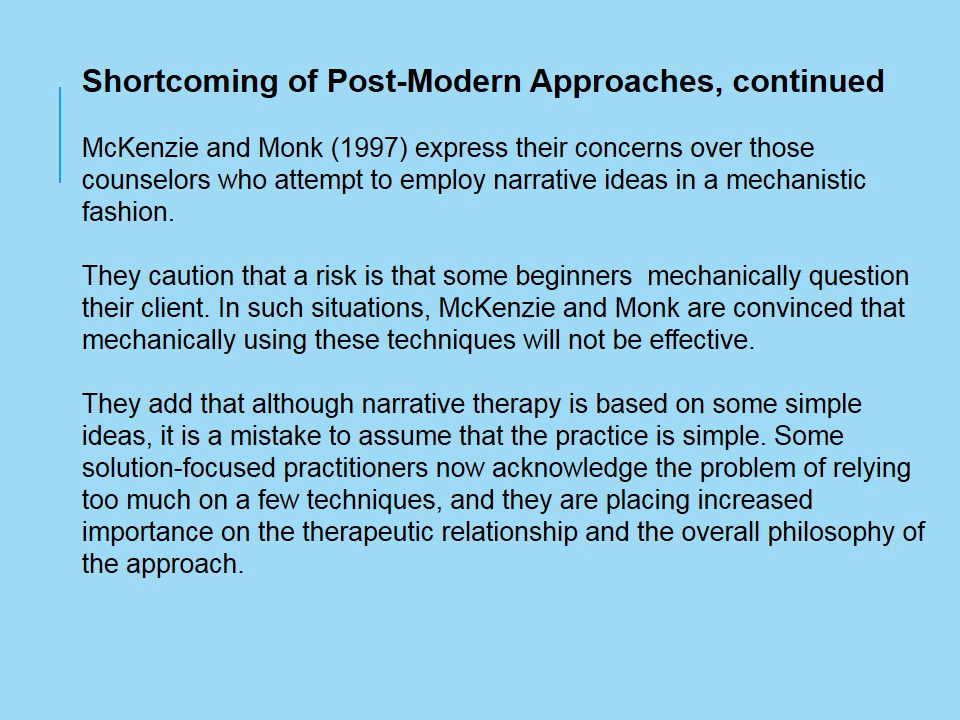 Shortcoming of Post-Modern Approaches, continued
McKenzie and Monk (1997) express their concerns over those
counselors who attempt to employ narrative ideas in a mechanistic
fashion.
They caution that a risk is that some beginners  mechanically question
their client. In such situations, McKenzie and Monk are convinced that
mechanically using these techniques will not be effective.
They add that although narrative therapy is based on some simple
ideas, it is a mistake to assume that the practice is simple. Some
solution-focused practitioners now acknowledge the problem of relying
too much on a few techniques, and they are placing increased
importance on the therapeutic relationship and the overall philosophy of
the approach.